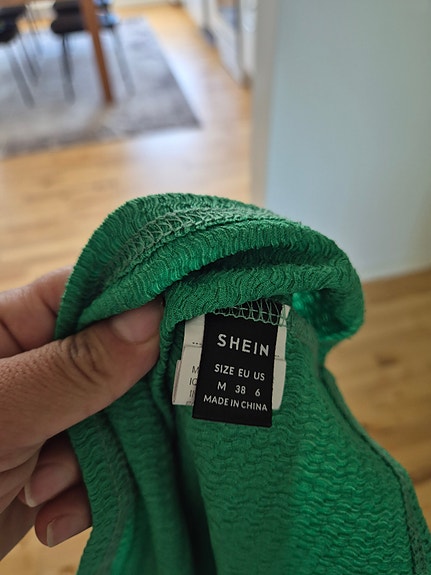 SHEIN
SIZE EU US
M 38 6
MADE IN CHINA